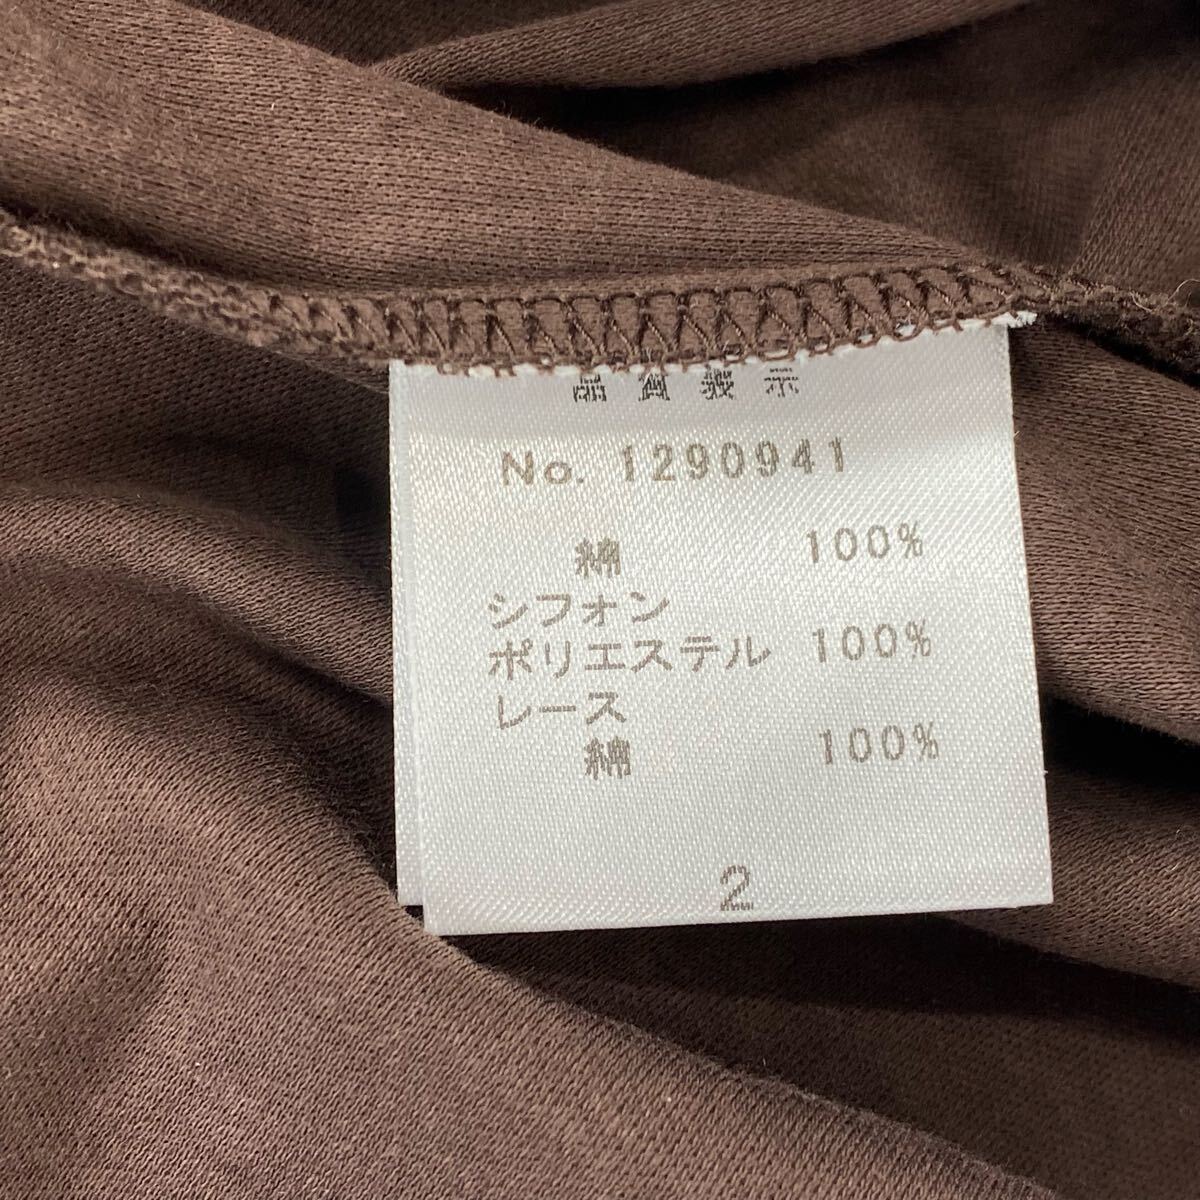 品質表示
No. 1290941
綿 100%
シフォン
ポリエステル 100%
レース
綿 100%
2